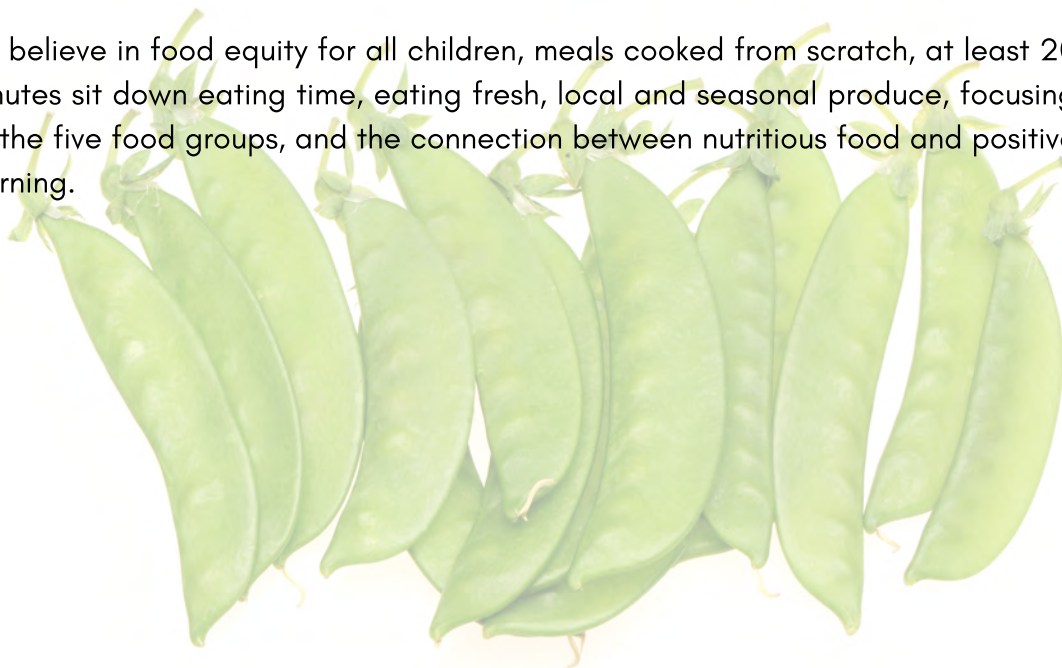 believe in food equity for all children, meals cooked from scratch, at least
sit down eating time, eating fresh, local and seasonal produce, focusing
the five food groups, and the connection between nutritious food and